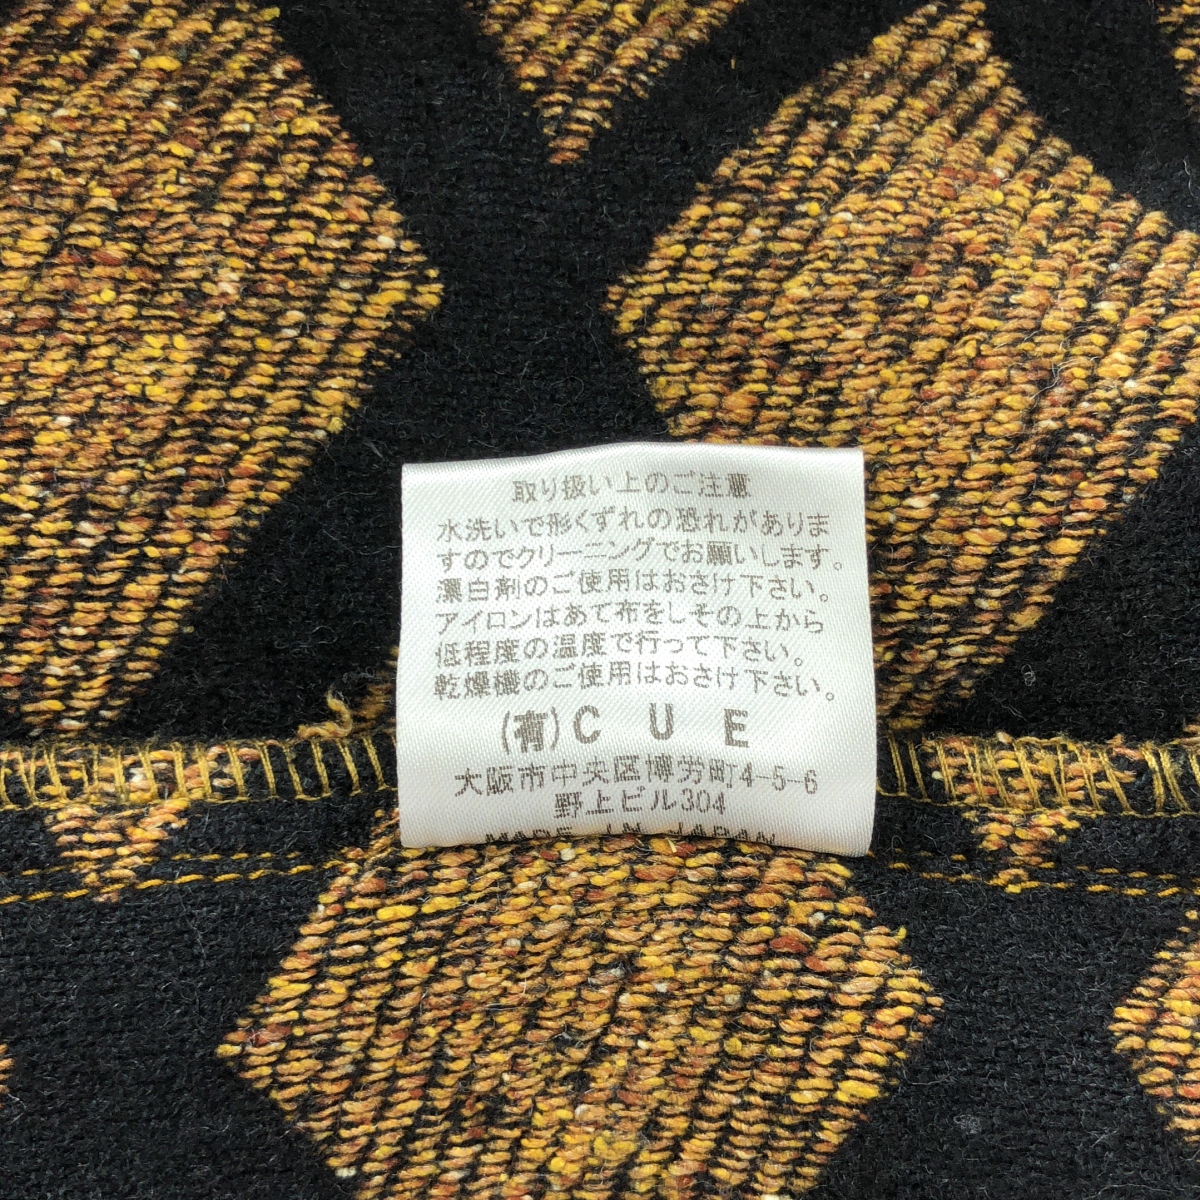 取り扱い上のご注意
水洗いで形くずれの恐れがありま
すのでクリーニングでお願いします。
漂白剤のご使用はおさけ下さい。
アイロンはあて布をしその上から
低程度の温度で行って下さい。
乾燥機のご使用はおさけ下さい。
(有)CUE
大阪市中央区博労町4-5-6
野上ビル304
MADE IN JAPAN